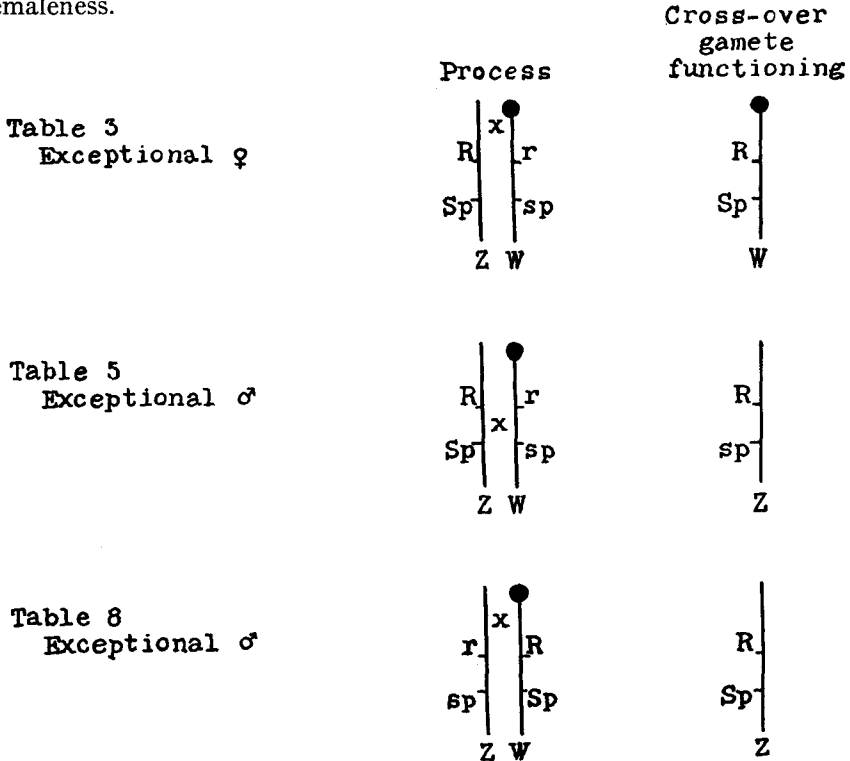 emaleness.
Cross-over
gamete
Process functioning
Table 3
Exceptional ♀
x
R r R
Sp sp Sp
Z W W
Table 5
Exceptional ♂
R r R
x
Sp sp sp
Z W Z
Table 8
Exceptional ♂
x
r R R
sp Sp Sp
Z W Z